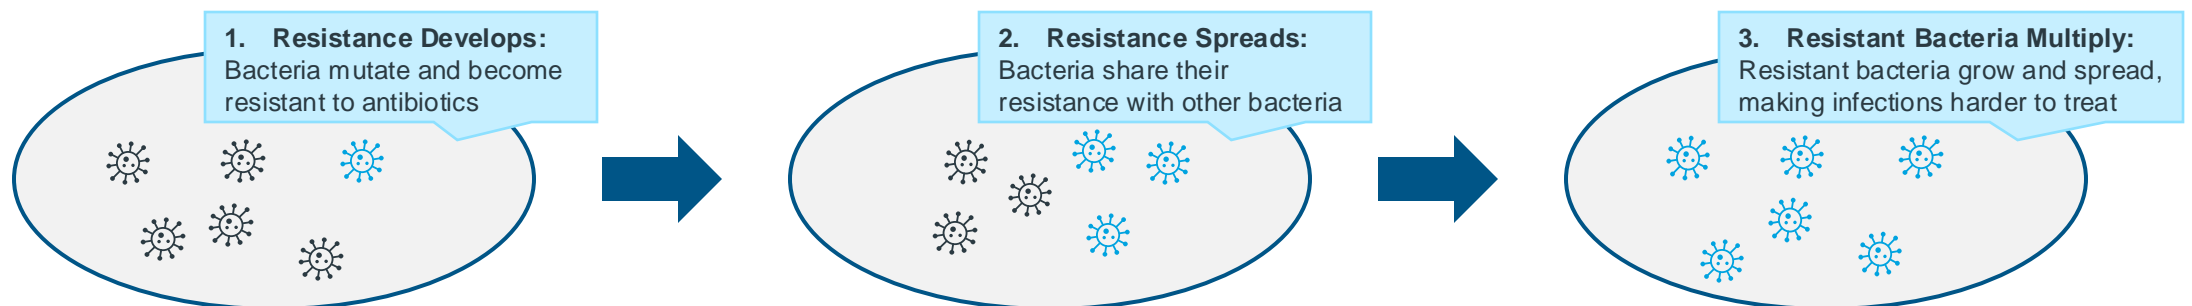 1. Resistance Develops:
Bacteria mutate and become
resistant to antibiotics
2. Resistance Spreads:
Bacteria share their
resistance with other bacteria
3. Resistant Bacteria Multiply:
Resistant bacteria grow and spread,
making infections harder to treat